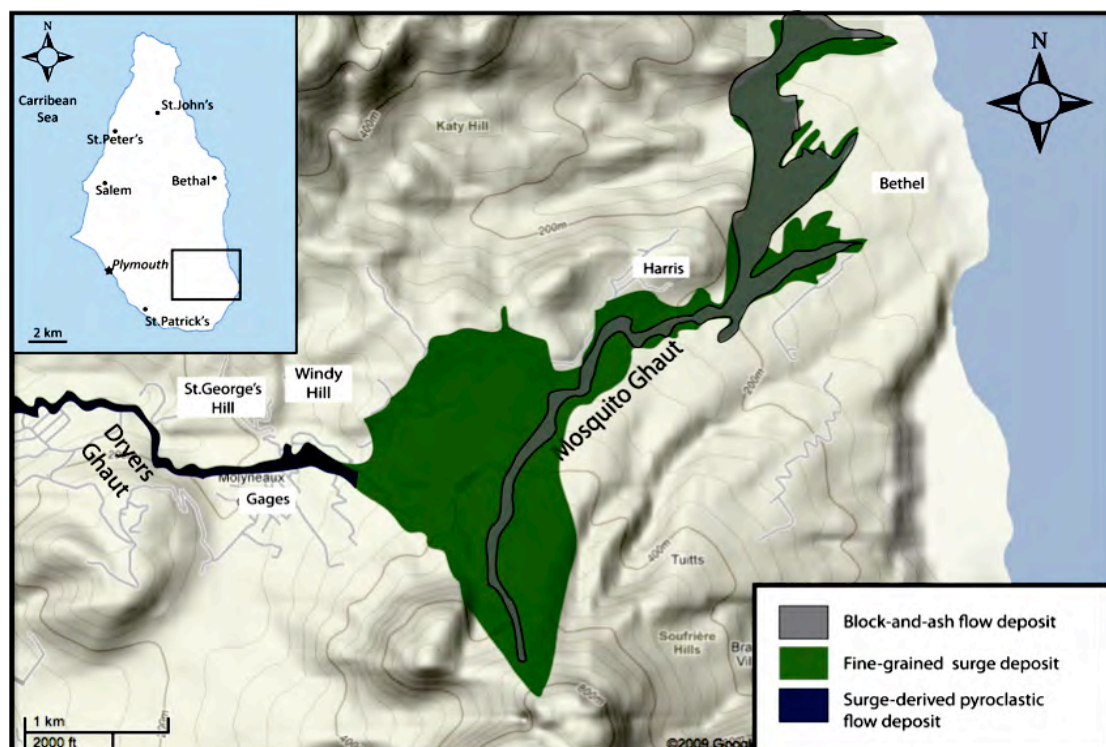 N
Carribean
Sea
St.John's
St.Peter's
Salem
Bethal
Plymouth
St.Patrick's
2 km
N
400m
Katy Hill
Bethel
200m
Harris
Windy
Hill
St.George's
Hill
Mosquito Ghaut
200m
Dryers
Ghaut
Molyneaux
Gages
400m
Tuitts
Soufrière
Hills
Block-and-ash flow deposit
Fine-grained surge deposit
Surge-derived pyroclastic
flow deposit
1 km
2000 ft
400m
©2009 Google